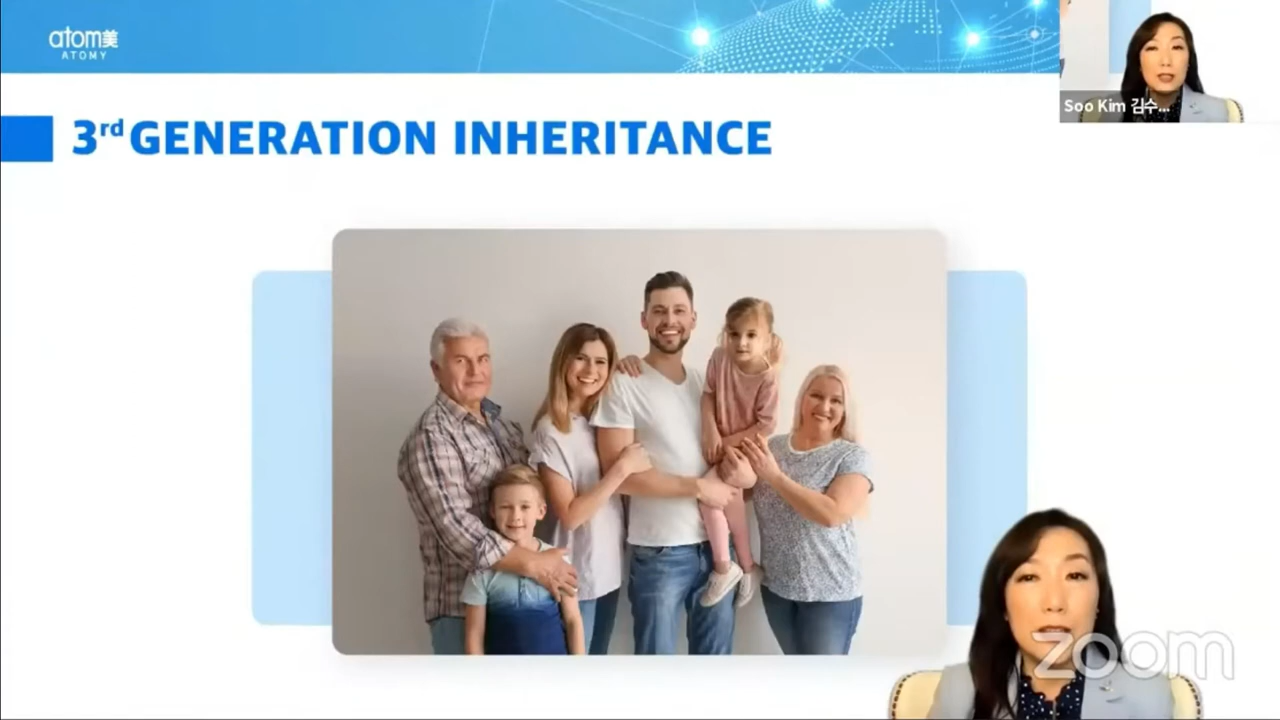 atom美
ATOMY
Soo Kim 김수...
3rd GENERATION INHERITANCE
zoom